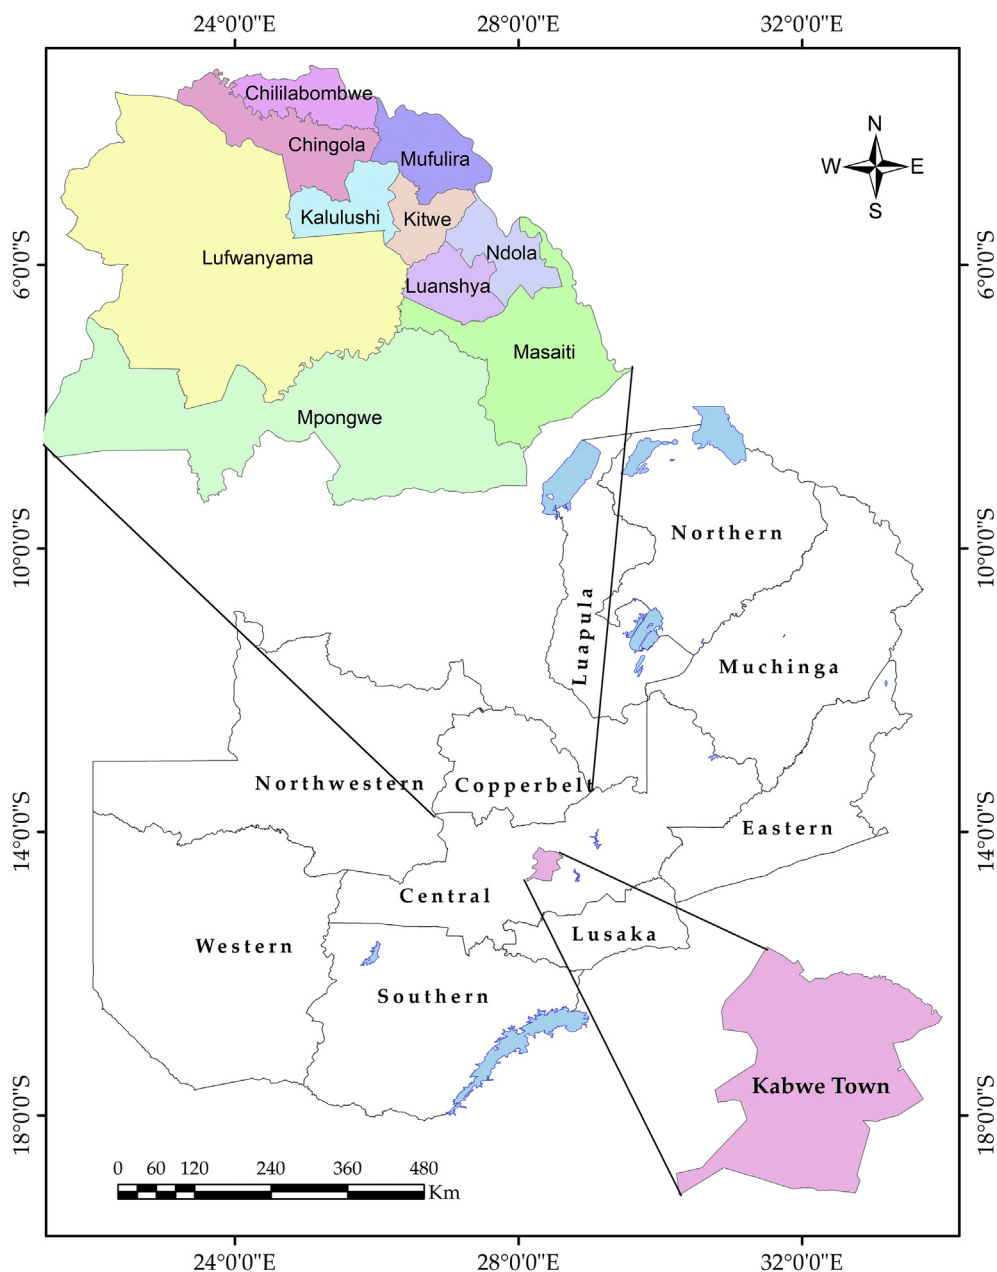 24°0'0"E
28°0'0"E
32°0'0"E
Chililabombwe
N
Chingola
Mufulira
W
E
S
Kalulushi
Kitwe
6°0'0"S
6°0'0"S
Lufwanyama
Ndola
Luanshya
Masaiti
Mpongwe
10°0'0"S
10°0'0"S
Northern
Luapula
Muchinga
Northwestern
Copperbelt
14°0'0"S
14°0'0"S
Eastern
Central
Lusaka
Western
Southern
Kabwe Town
18°0'0"S
18°0'0"S
0 60 120 240 360 480
Km
24°0'0"E
28°0'0"E
32°0'0"E